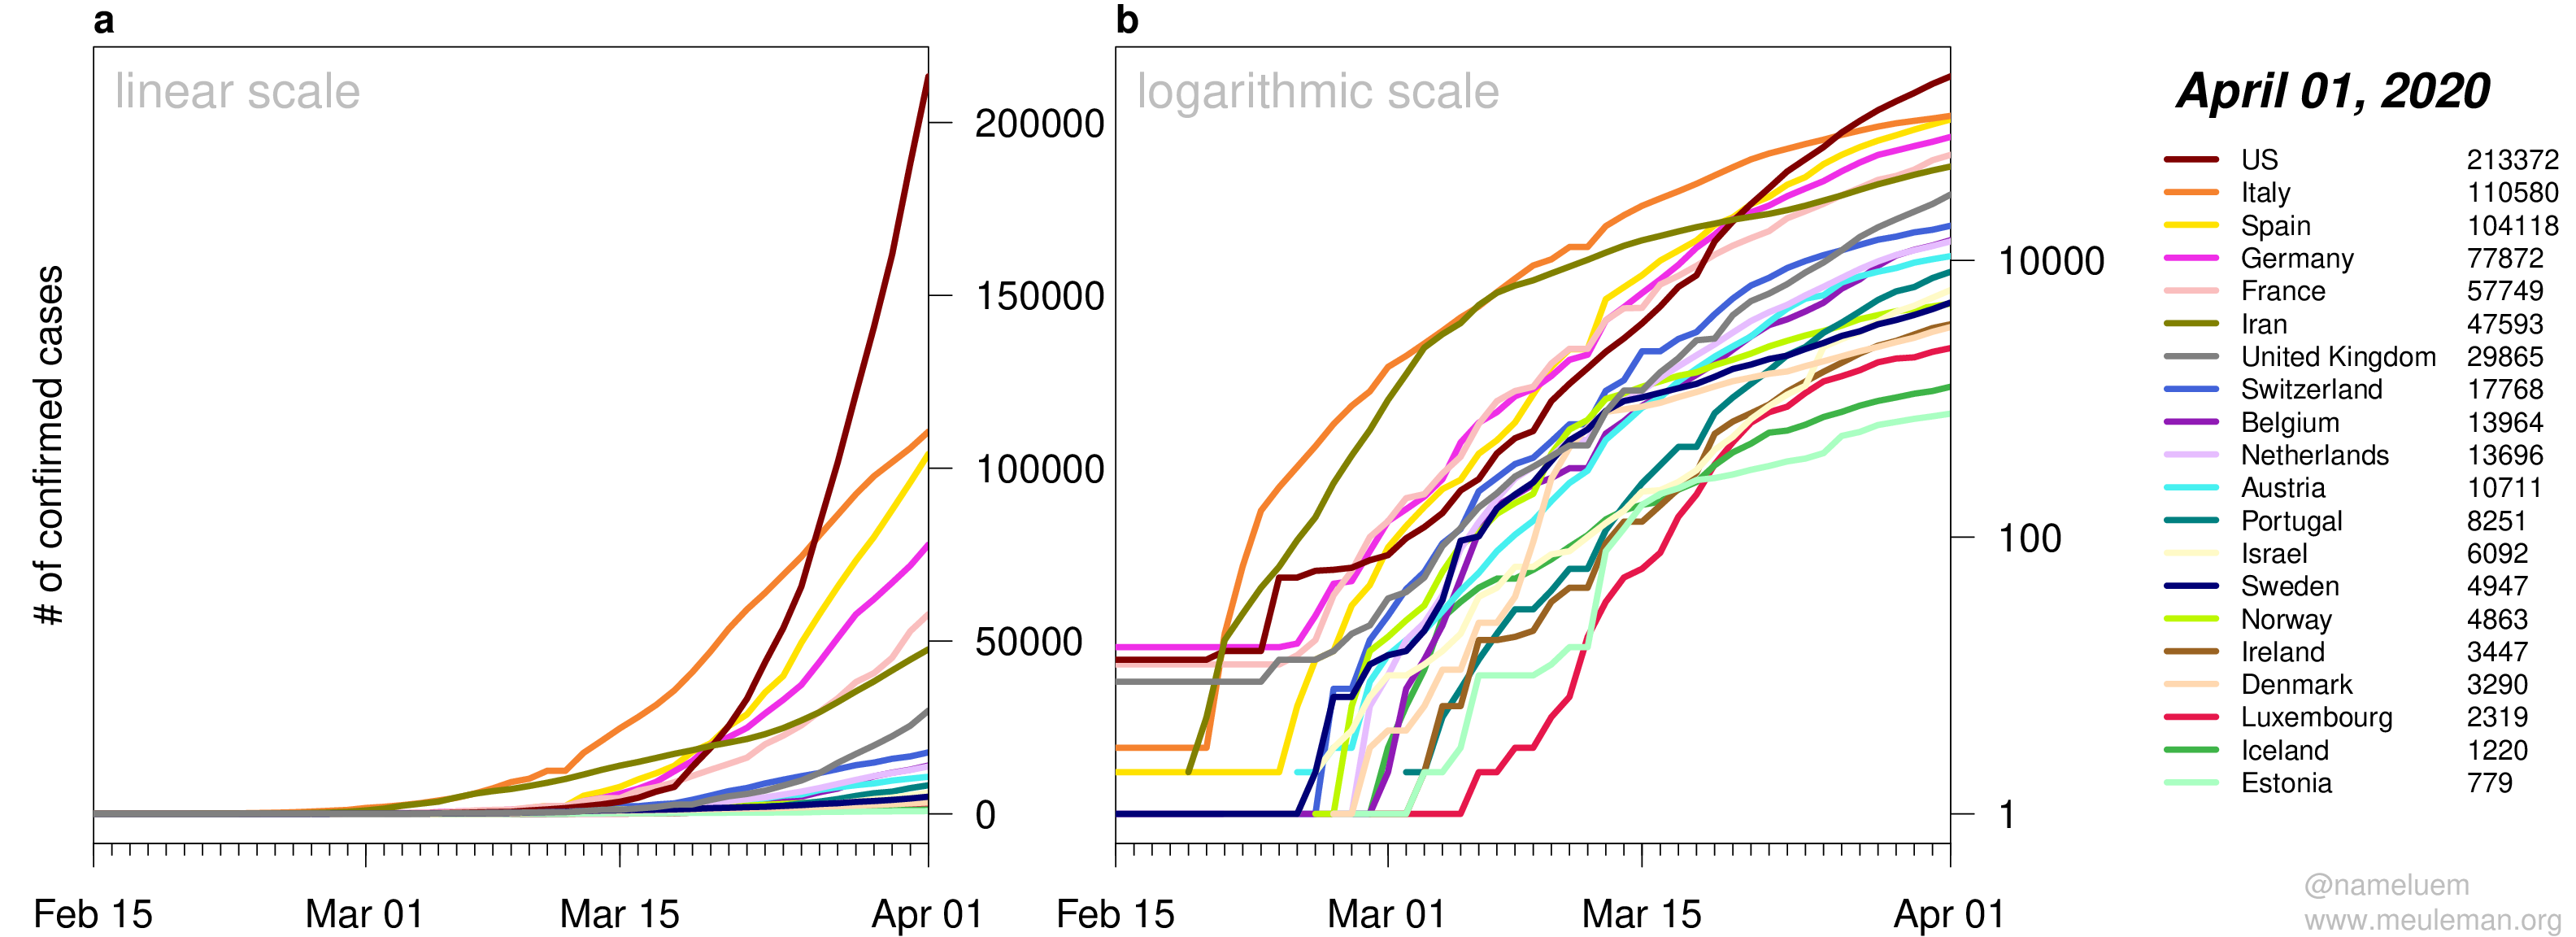 a
linear scale
# of confirmed cases
200000
150000
100000
50000
0
Feb 15 Mar 01 Mar 15 Apr 01
b
logarithmic scale
10000
100
1
Feb 15 Mar 01 Mar 15 Apr 01
April 01, 2020
US 213372
Italy 110580
Spain 104118
Germany 77872
France 57749
Iran 47593
United Kingdom 29865
Switzerland 17768
Belgium 13964
Netherlands 13696
Austria 10711
Portugal 8251
Israel 6092
Sweden 4947
Norway 4863
Ireland 3447
Denmark 3290
Luxembourg 2319
Iceland 1220
Estonia 779
@nameluem
www.meuleman.org